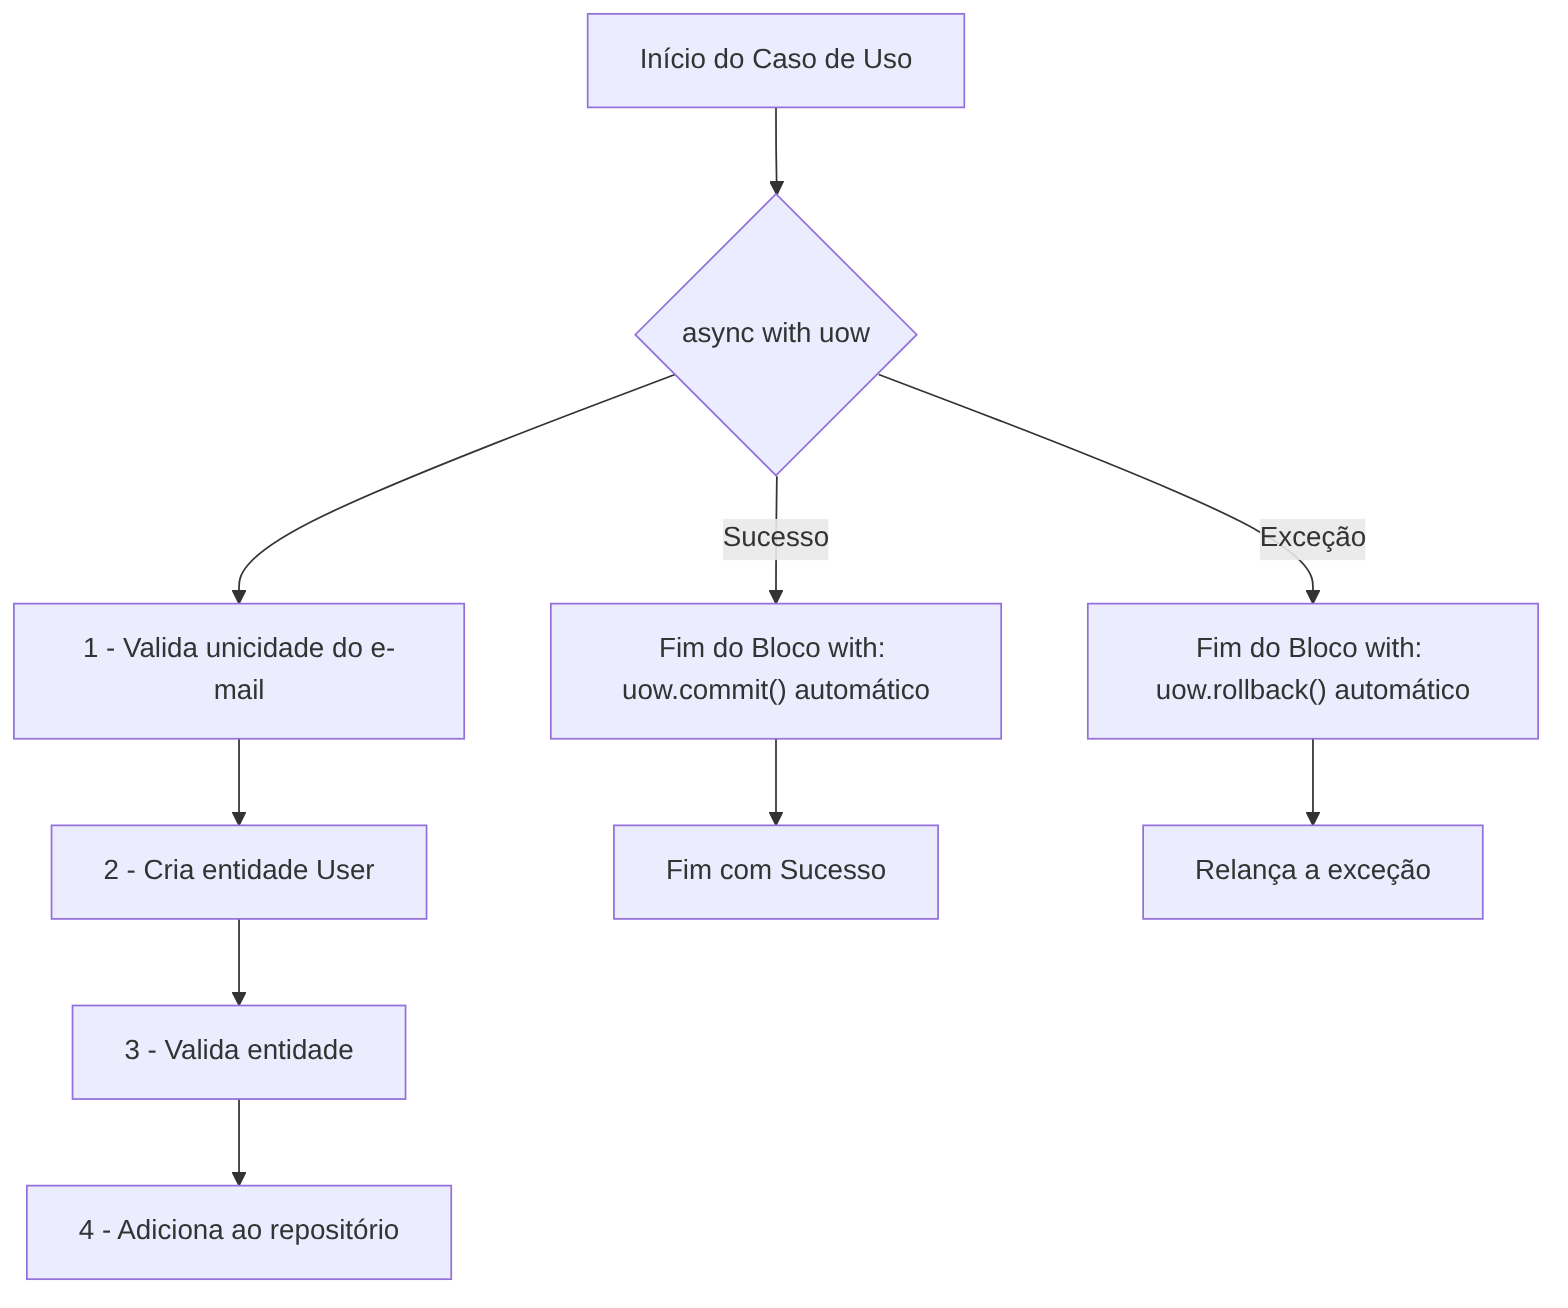 Início do Caso de Uso
async with uow
Sucesso
Exceção
1 - Valida unicidade do e-
mail
Fim do Bloco with:
uow.commit() automático
Fim do Bloco with:
uow.rollback() automático
2 - Cria entidade User
Fim com Sucesso
Relança a exceção
3 - Valida entidade
4 - Adiciona ao repositório